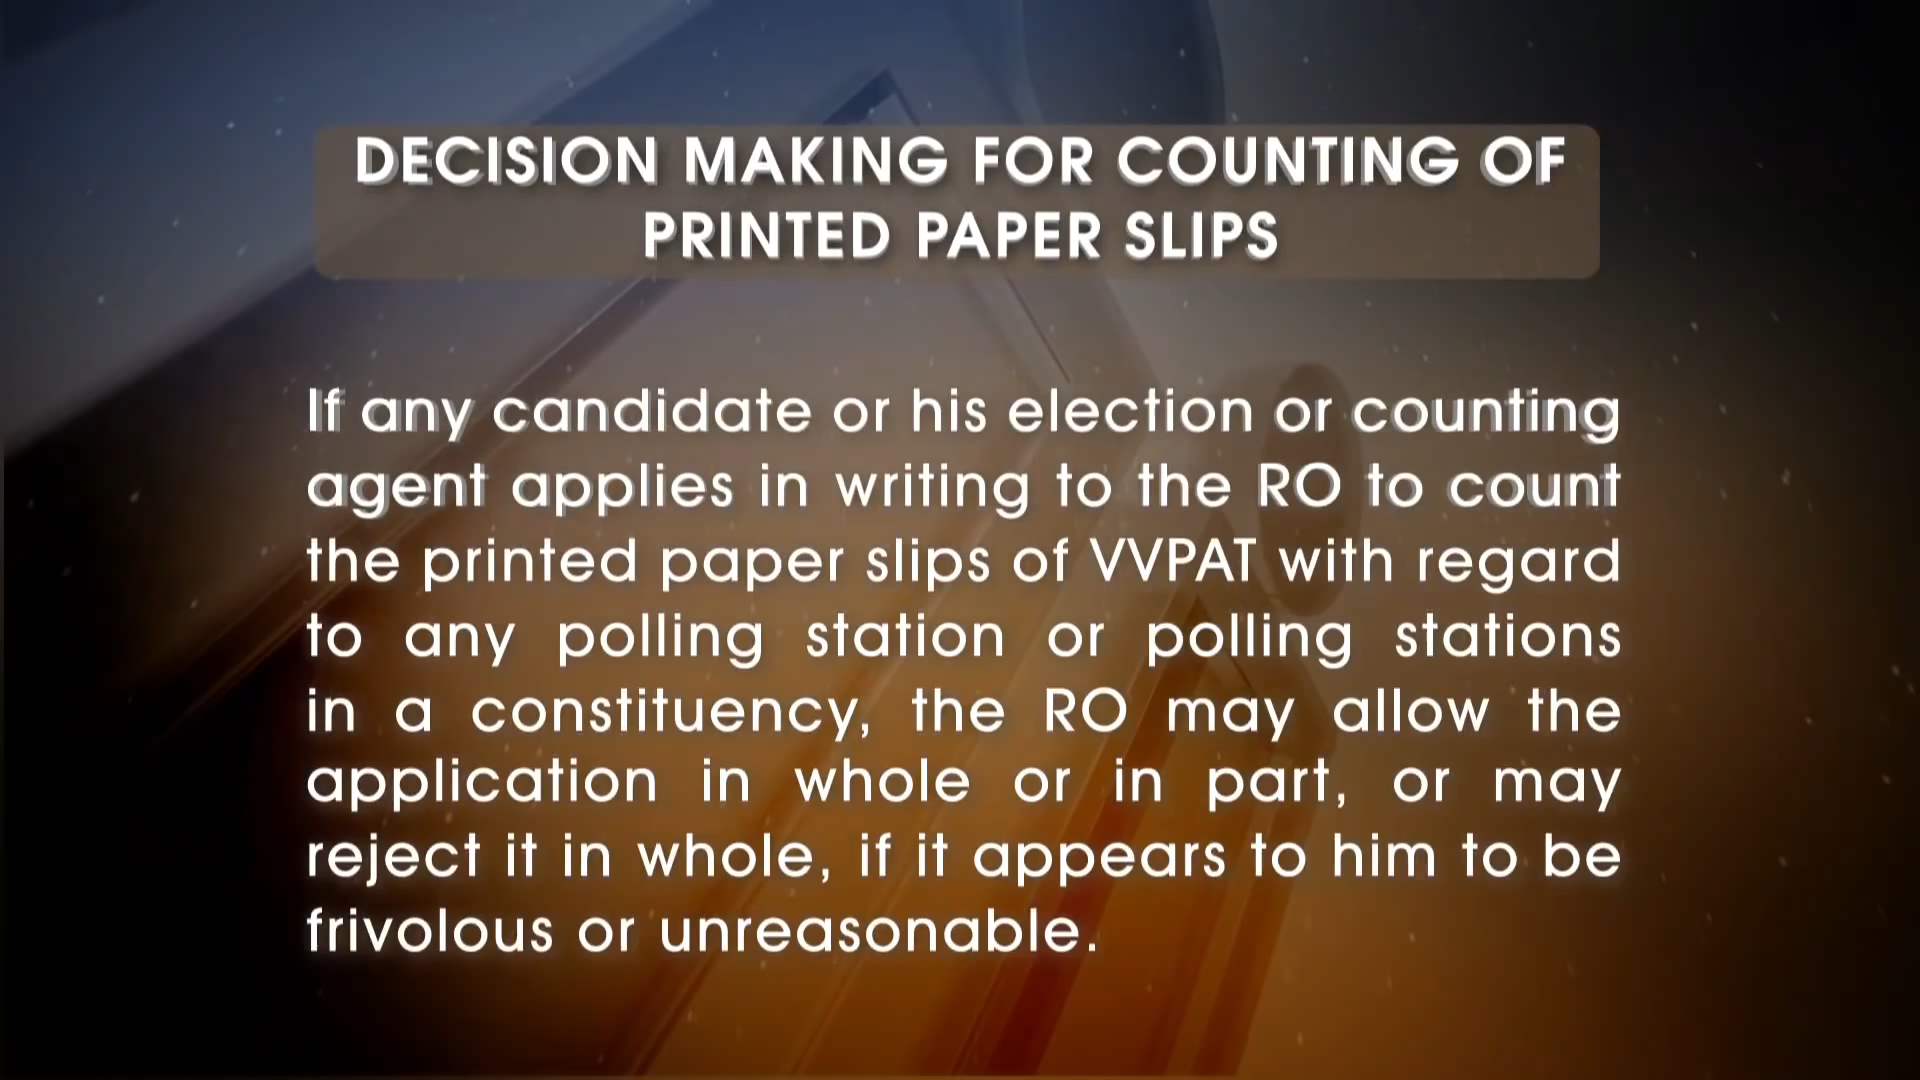 DECISION MAKING FOR COUNTING OF
PRINTED PAPER SLIPS
If any candidate or his election or counting
agent applies in writing to the RO to count
the printed paper slips of VVPAT with regard
to any polling station or polling stations
in a constituency, the RO may allow the
application in whole or in part, or may
reject it in whole, if it appears to him to be
frivolous or unreasonable.